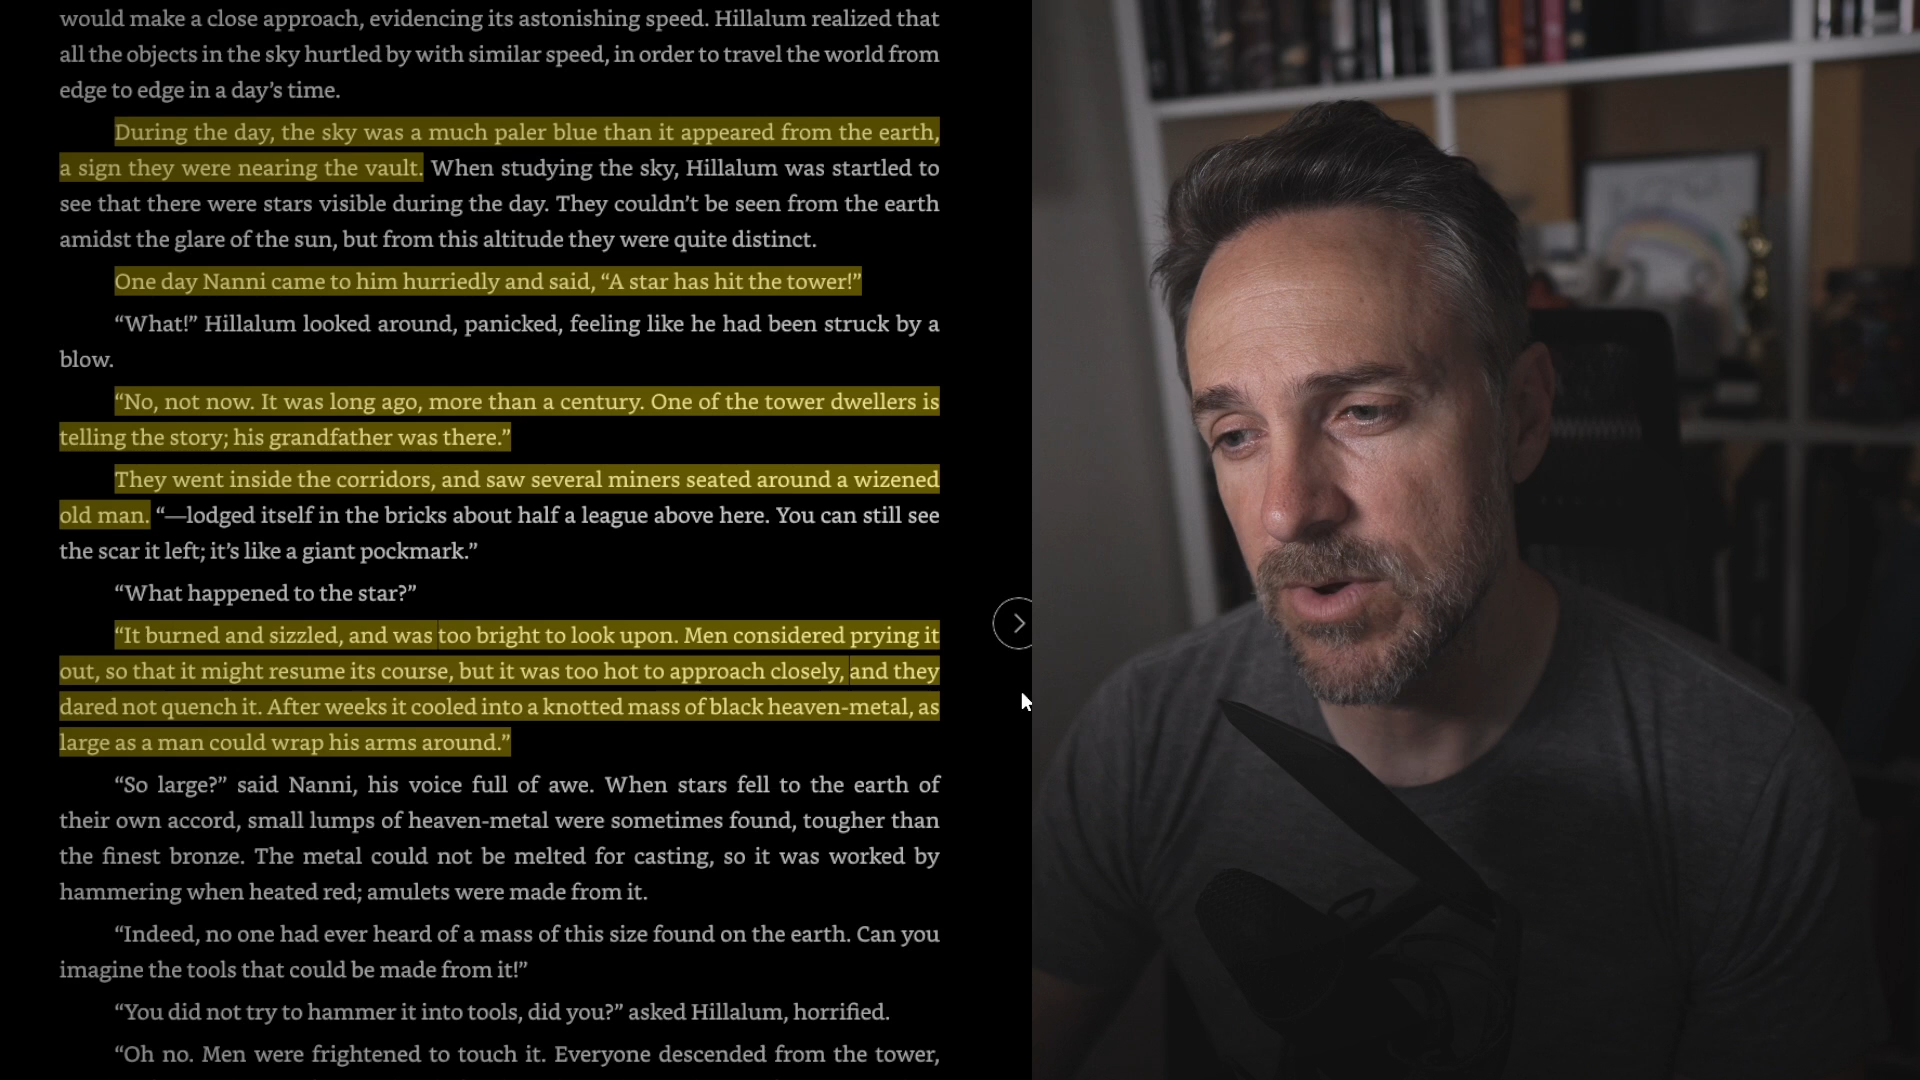 would make a close approach, evidencing its astonishing speed. Hillalum realized that
all the objects in the sky hurtled by with similar speed, in order to travel the world from
edge to edge in a day’s time.
During the day, the sky was a much paler blue than it appeared from the earth,
a sign they were nearing the vault. When studying the sky, Hillalum was startled to
see that there were stars visible during the day. They couldn’t be seen from the earth
amidst the glare of the sun, but from this altitude they were quite distinct.
One day Nanni came to him hurriedly and said, “A star has hit the tower!”
“What!” Hillalum looked around, panicked, feeling like he had been struck by a
blow.
“No, not now. It was long ago, more than a century. One of the tower dwellers is
telling the story; his grandfather was there.”
They went inside the corridors, and saw several miners seated around a wizened
old man. “—lodged itself in the bricks about half a league above here. You can still see
the scar it left; it’s like a giant pockmark.”
“What happened to the star?”
“It burned and sizzled, and was too bright to look upon. Men considered prying it
out, so that it might resume its course, but it was too hot to approach closely, and they
dared not quench it. After weeks it cooled into a knotted mass of black heaven-metal, as
large as a man could wrap his arms around.”
“So large?” said Nanni, his voice full of awe. When stars fell to the earth of
their own accord, small lumps of heaven-metal were sometimes found, tougher than
the finest bronze. The metal could not be melted for casting, so it was worked by
hammering when heated red; amulets were made from it.
“Indeed, no one had ever heard of a mass of this size found on the earth. Can you
imagine the tools that could be made from it!”
“You did not try to hammer it into tools, did you?” asked Hillalum, horrified.
“Oh no. Men were frightened to touch it. Everyone descended from the tower,